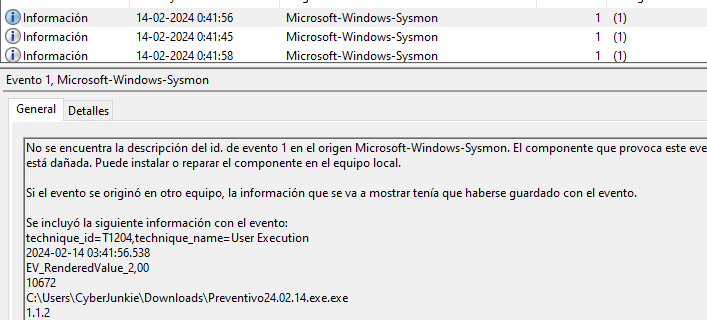 Información 14-02-2024 0:41:56 Microsoft-Windows-Sysmon 1 (1)
Información 14-02-2024 0:41:45 Microsoft-Windows-Sysmon 1 (1)
Información 14-02-2024 0:41:58 Microsoft-Windows-Sysmon 1 (1)
Evento 1, Microsoft-Windows-Sysmon
General Detalles
No se encuentra la descripción del id. de evento 1 en el origen Microsoft-Windows-Sysmon. El componente que provoca este eve
está dañada. Puede instalar o reparar el componente en el equipo local.
Si el evento se originó en otro equipo, la información que se va a mostrar tenía que haberse guardado con el evento.
Se incluyó la siguiente información con el evento:
technique_id=T1204,technique_name=User Execution
2024-02-14 03:41:56.538
EV_RenderedValue_2,00
10672
C:\Users\CyberJunkie\Downloads\Preventivo24.02.14.exe.exe
1.1.2